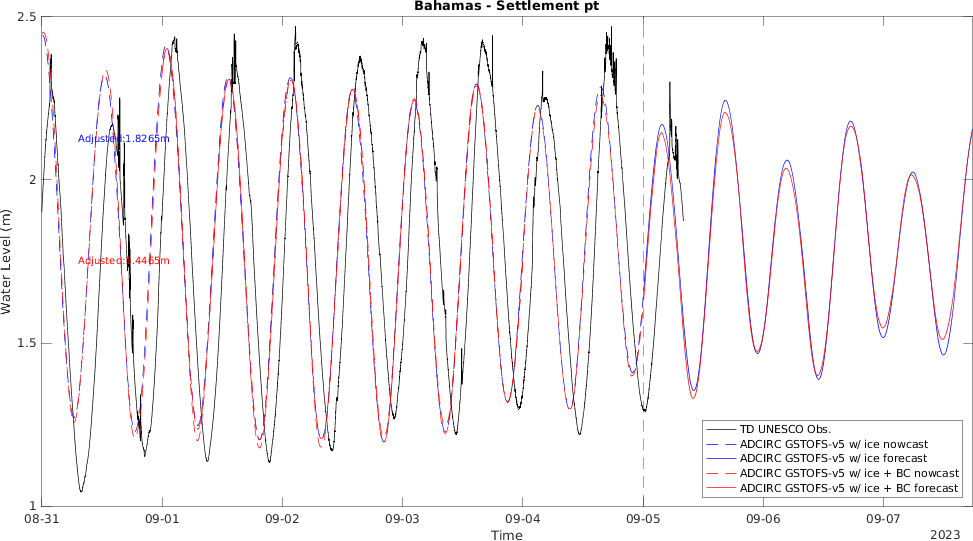 Bahamas - Settlement pt
2.5
2
1.5
1
Water Level (m)
Adjusted:1.8265m
Adjusted:1.4465m
TD UNESCO Obs.
ADCIRC GSTOFS-v5 w/ ice nowcast
ADCIRC GSTOFS-v5 w/ ice forecast
ADCIRC GSTOFS-v5 w/ ice + BC nowcast
ADCIRC GSTOFS-v5 w/ ice + BC forecast
08-31 09-01 09-02 09-03 09-04 09-05 09-06 09-07
Time
2023